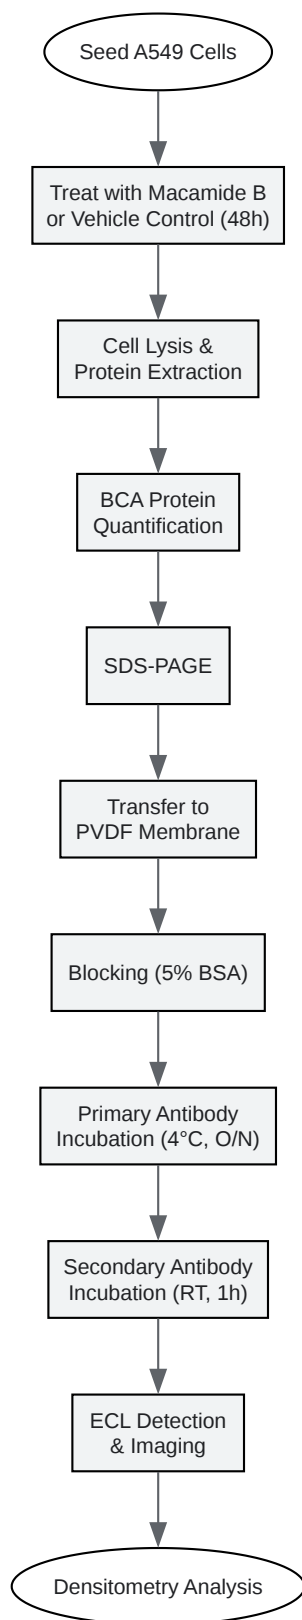 Seed A549 Cells
Treat with Macamide B
or Vehicle Control (48h)
Cell Lysis &
Protein Extraction
BCA Protein
Quantification
SDS-PAGE
Transfer to
PVDF Membrane
Blocking (5% BSA)
Primary Antibody
Incubation (4°C, O/N)
Secondary Antibody
Incubation (RT, 1h)
ECL Detection
& Imaging
Densitometry Analysis